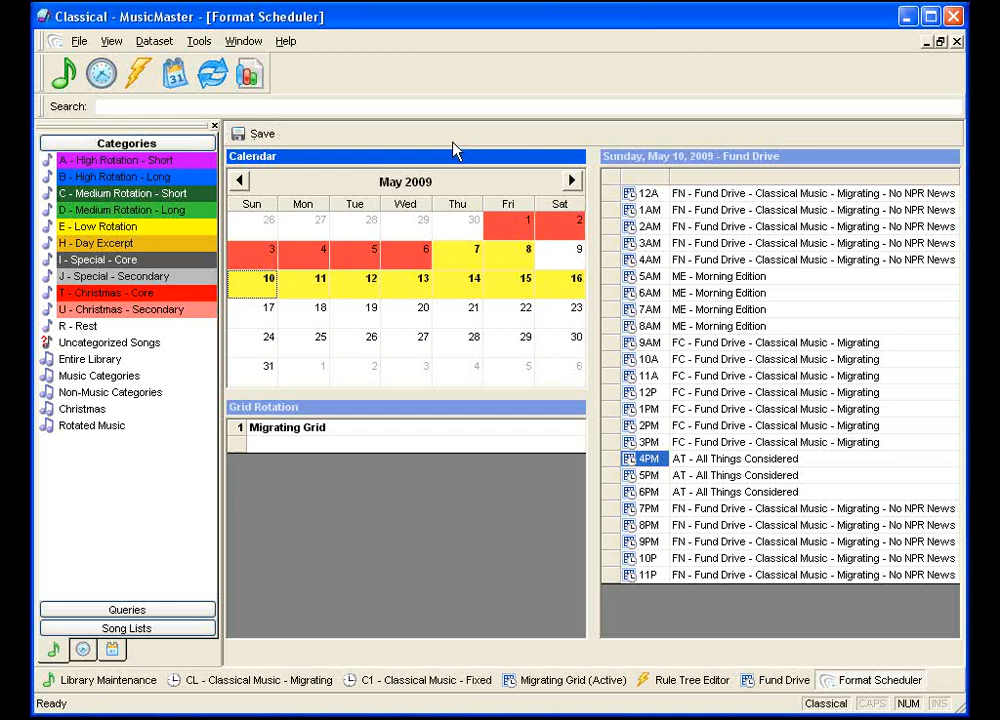 Classical - MusicMaster - [Format Scheduler]
File View Dataset Tools Window Help
Search:
Categories
A - High Rotation - Short
B - High Rotation - Long
C - Medium Rotation - Short
D - Medium Rotation - Long
E - Low Rotation
H - Day Excerpt
I - Special - Core
J - Special - Secondary
T - Christmas - Core
U - Christmas - Secondary
R - Rest
Uncategorized Songs
Entire Library
Music Categories
Non-Music Categories
Christmas
Rotated Music
Queries
Song Lists
Save
Calendar
May 2009
Sun Mon Tue Wed Thu Fri Sat
26 27 28 29 30 1 2
3 4 5 6 7 8 9
10 11 12 13 14 15 16
17 18 19 20 21 22 23
24 25 26 27 28 29 30
31 1 2 3 4 5 6
Grid Rotation
1 Migrating Grid
Sunday, May 10, 2009 - Fund Drive
12A FN - Fund Drive - Classical Music - Migrating - No NPR News
1AM FN - Fund Drive - Classical Music - Migrating - No NPR News
2AM FN - Fund Drive - Classical Music - Migrating - No NPR News
3AM FN - Fund Drive - Classical Music - Migrating - No NPR News
4AM FN - Fund Drive - Classical Music - Migrating - No NPR News
5AM ME - Morning Edition
6AM ME - Morning Edition
7AM ME - Morning Edition
8AM ME - Morning Edition
9AM FC - Fund Drive - Classical Music - Migrating
10A FC - Fund Drive - Classical Music - Migrating
11A FC - Fund Drive - Classical Music - Migrating
12P FC - Fund Drive - Classical Music - Migrating
1PM FC - Fund Drive - Classical Music - Migrating
2PM FC - Fund Drive - Classical Music - Migrating
3PM FC - Fund Drive - Classical Music - Migrating
4PM AT - All Things Considered
5PM AT - All Things Considered
6PM AT - All Things Considered
7PM FN - Fund Drive - Classical Music - Migrating - No NPR News
8PM FN - Fund Drive - Classical Music - Migrating - No NPR News
9PM FN - Fund Drive - Classical Music - Migrating - No NPR News
10P FN - Fund Drive - Classical Music - Migrating - No NPR News
11P FN - Fund Drive - Classical Music - Migrating - No NPR News
Library Maintenance CL - Classical Music - Migrating C1 - Classical Music - Fixed Migrating Grid (Active) Rule Tree Editor Fund Drive Format Scheduler
Ready Classical CAPS NUM INS